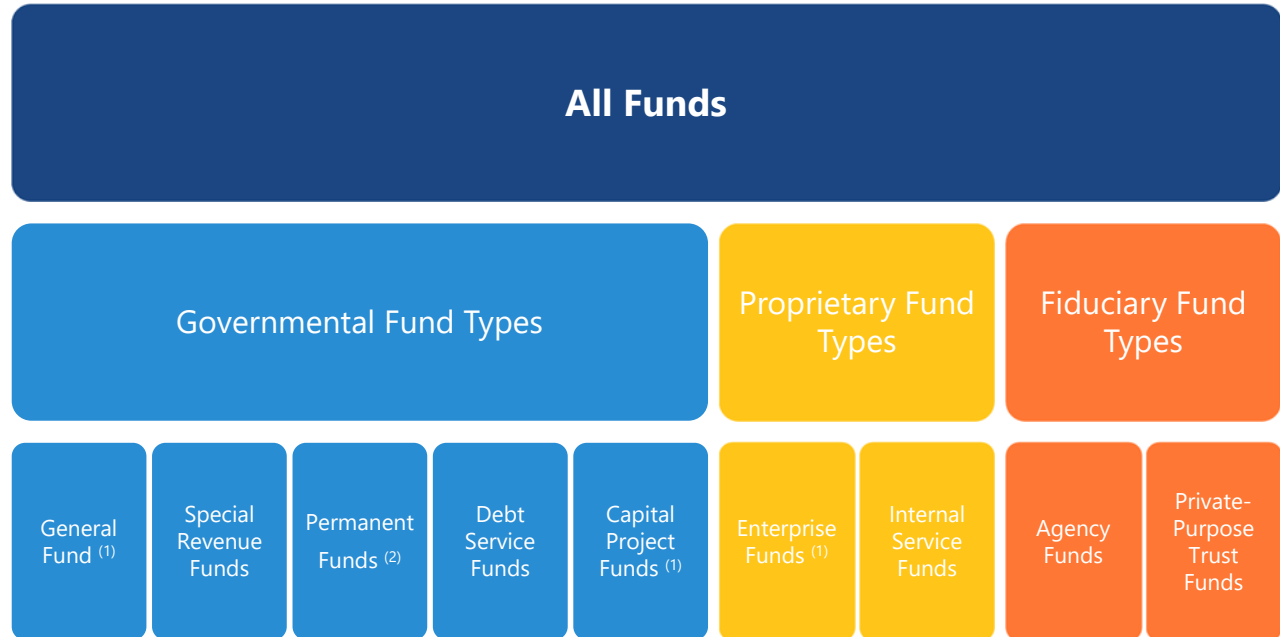 All Funds
Governmental Fund Types
Proprietary Fund
Types
Fiduciary Fund
Types
General
Fund (1)
Special
Revenue
Funds
Permanent
Funds (2)
Debt
Service
Funds
Capital
Project
Funds (1)
Enterprise
Funds (1)
Internal
Service
Funds
Agency
Funds
Private-
Purpose
Trust
Funds